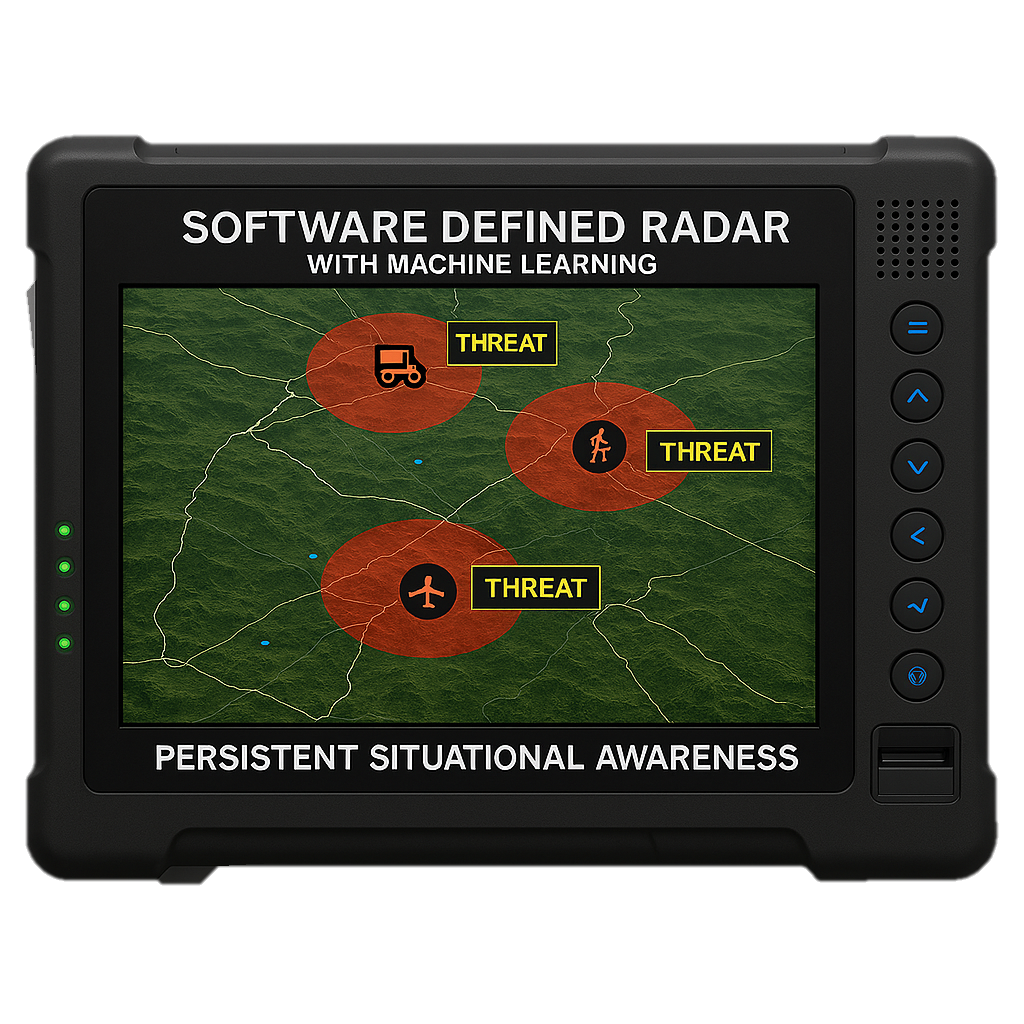 SOFTWARE DEFINED RADAR
WITH MACHINE LEARNING
THREAT
THREAT
THREAT
PERSISTENT SITUATIONAL AWARENESS